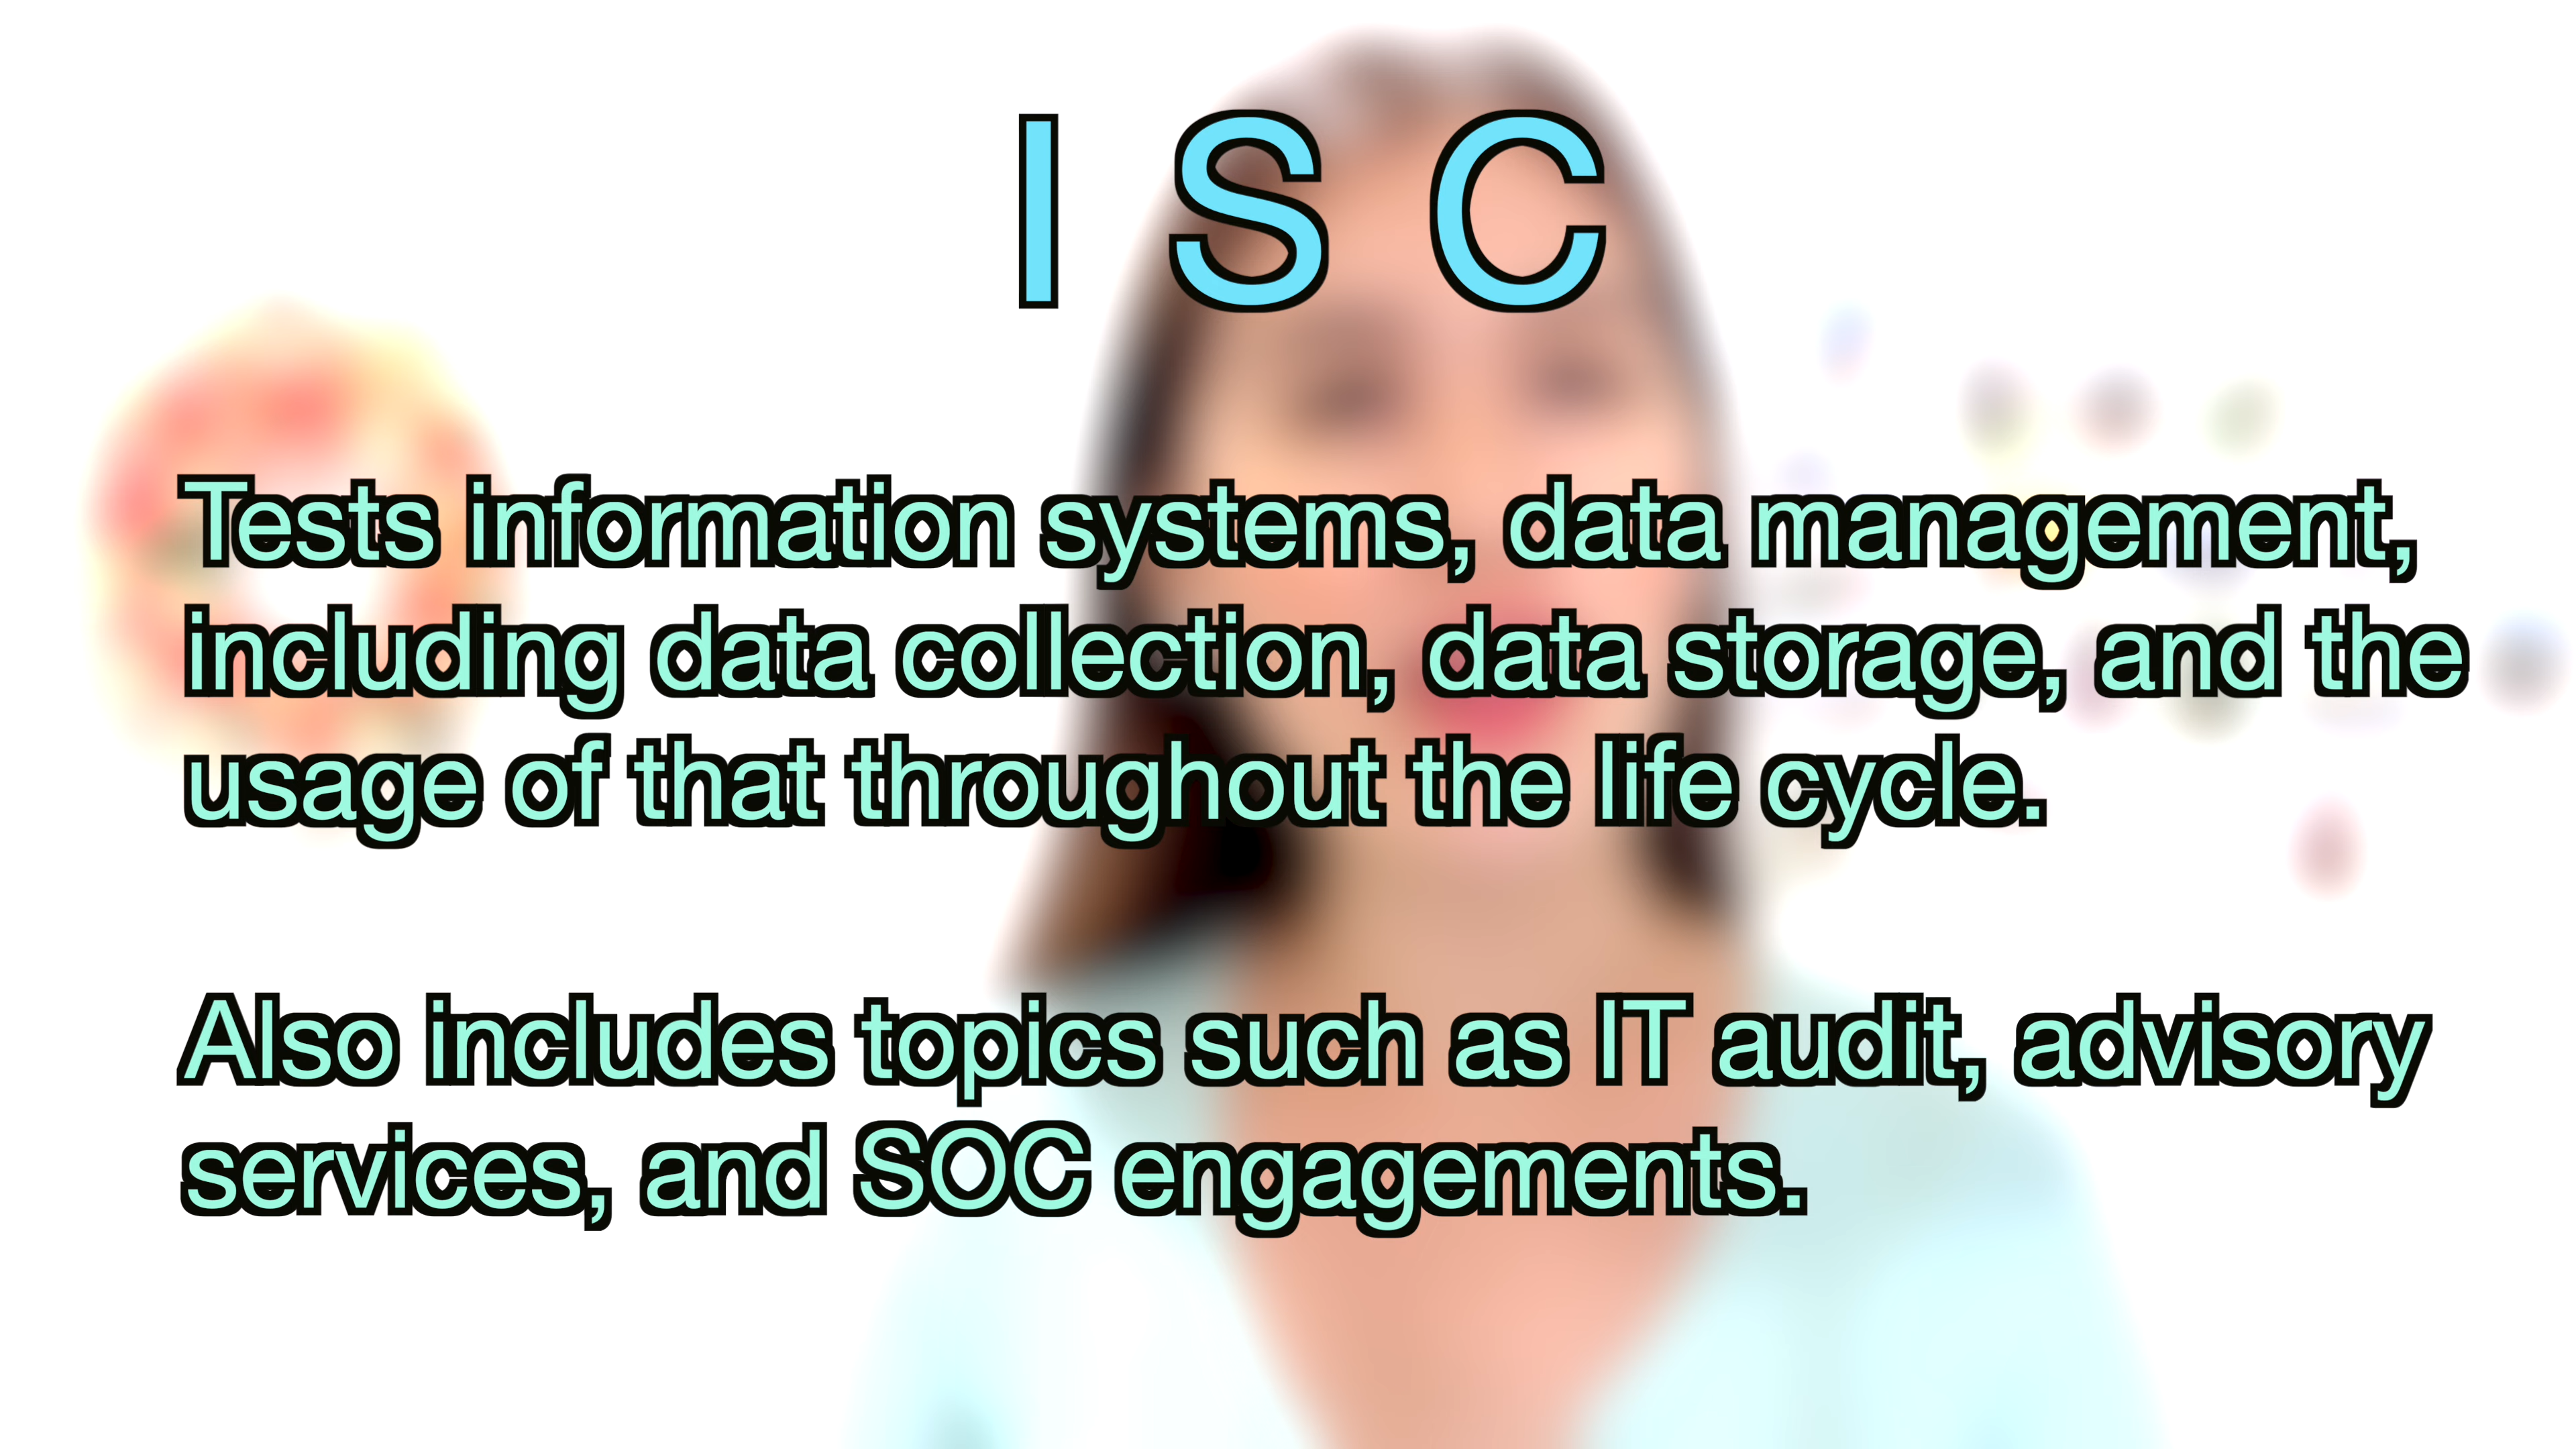 I S C
Tests information systems, data management,
including data collection, data storage, and the
usage of that throughout the life cycle.
Also includes topics such as IT audit, advisory
services, and SOC engagements.